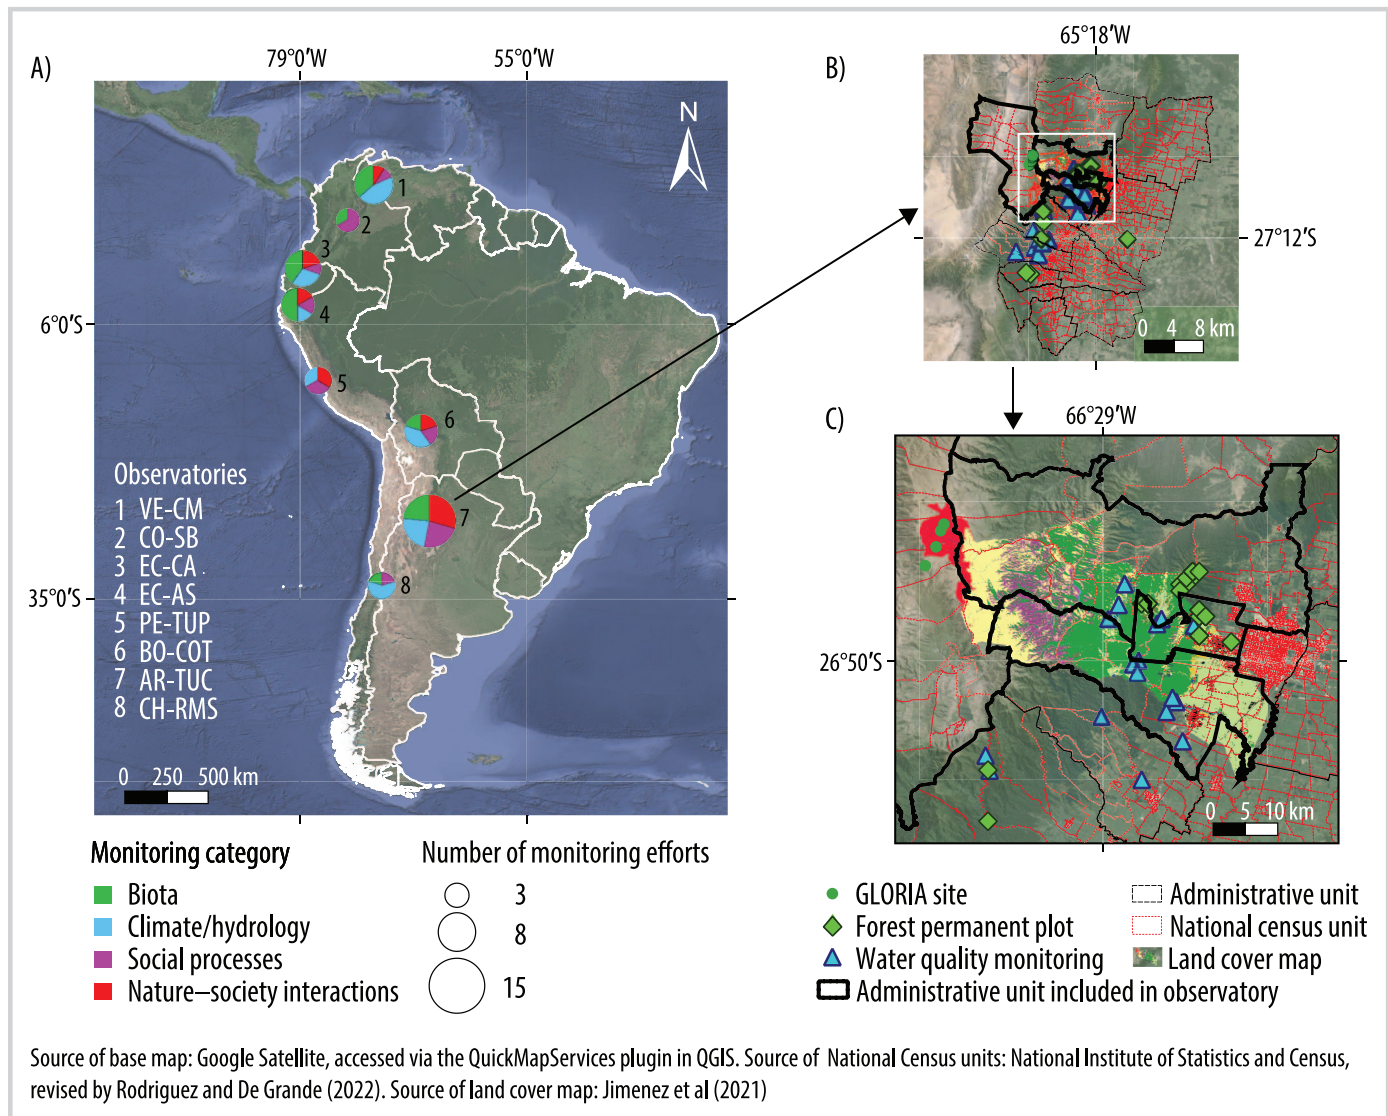 A)
79°0′W
55°0′W
N
6°0′S
35°0′S
1
2
3
4
5
6
7
8
Observatories
1 VE-CM
2 CO-SB
3 EC-CA
4 EC-AS
5 PE-TUP
6 BO-COT
7 AR-TUC
8 CH-RMS
0 250 500 km
B)
65°18′W
27°12′S
0 4 8 km
C)
66°29′W
26°50′S
0 5 10 km
Monitoring category
Biota
Climate/hydrology
Social processes
Nature–society interactions
Number of monitoring efforts
3
8
15
GLORIA site
Forest permanent plot
Water quality monitoring
Administrative unit included in observatory
Administrative unit
National census unit
Land cover map
Source of base map: Google Satellite, accessed via the QuickMapServices plugin in QGIS. Source of National Census units: National Institute of Statistics and Census,
revised by Rodriguez and De Grande (2022). Source of land cover map: Jimenez et al (2021)